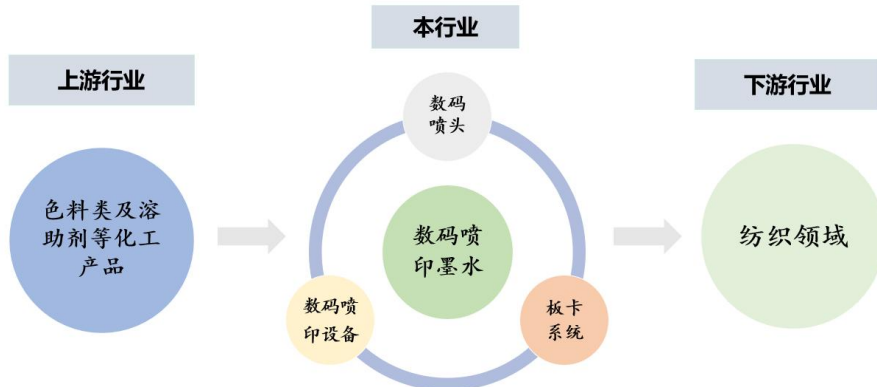 本行业
上游行业
下游行业
数码
喷头
色料类及溶
助剂等化工
产品
数码喷
印墨水
纺织领域
数码喷
印设备
板卡
系统